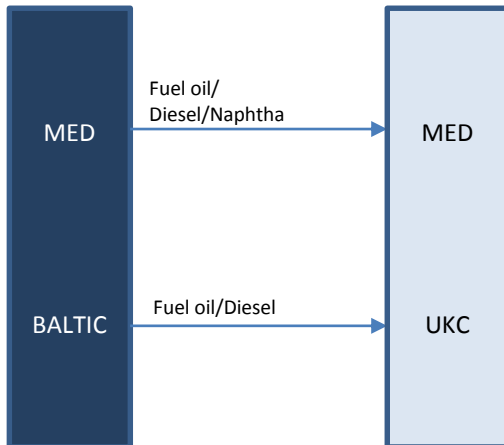 Fuel oil/
Diesel/Naphtha
MED
MED
Fuel oil/Diesel
BALTIC
UKC